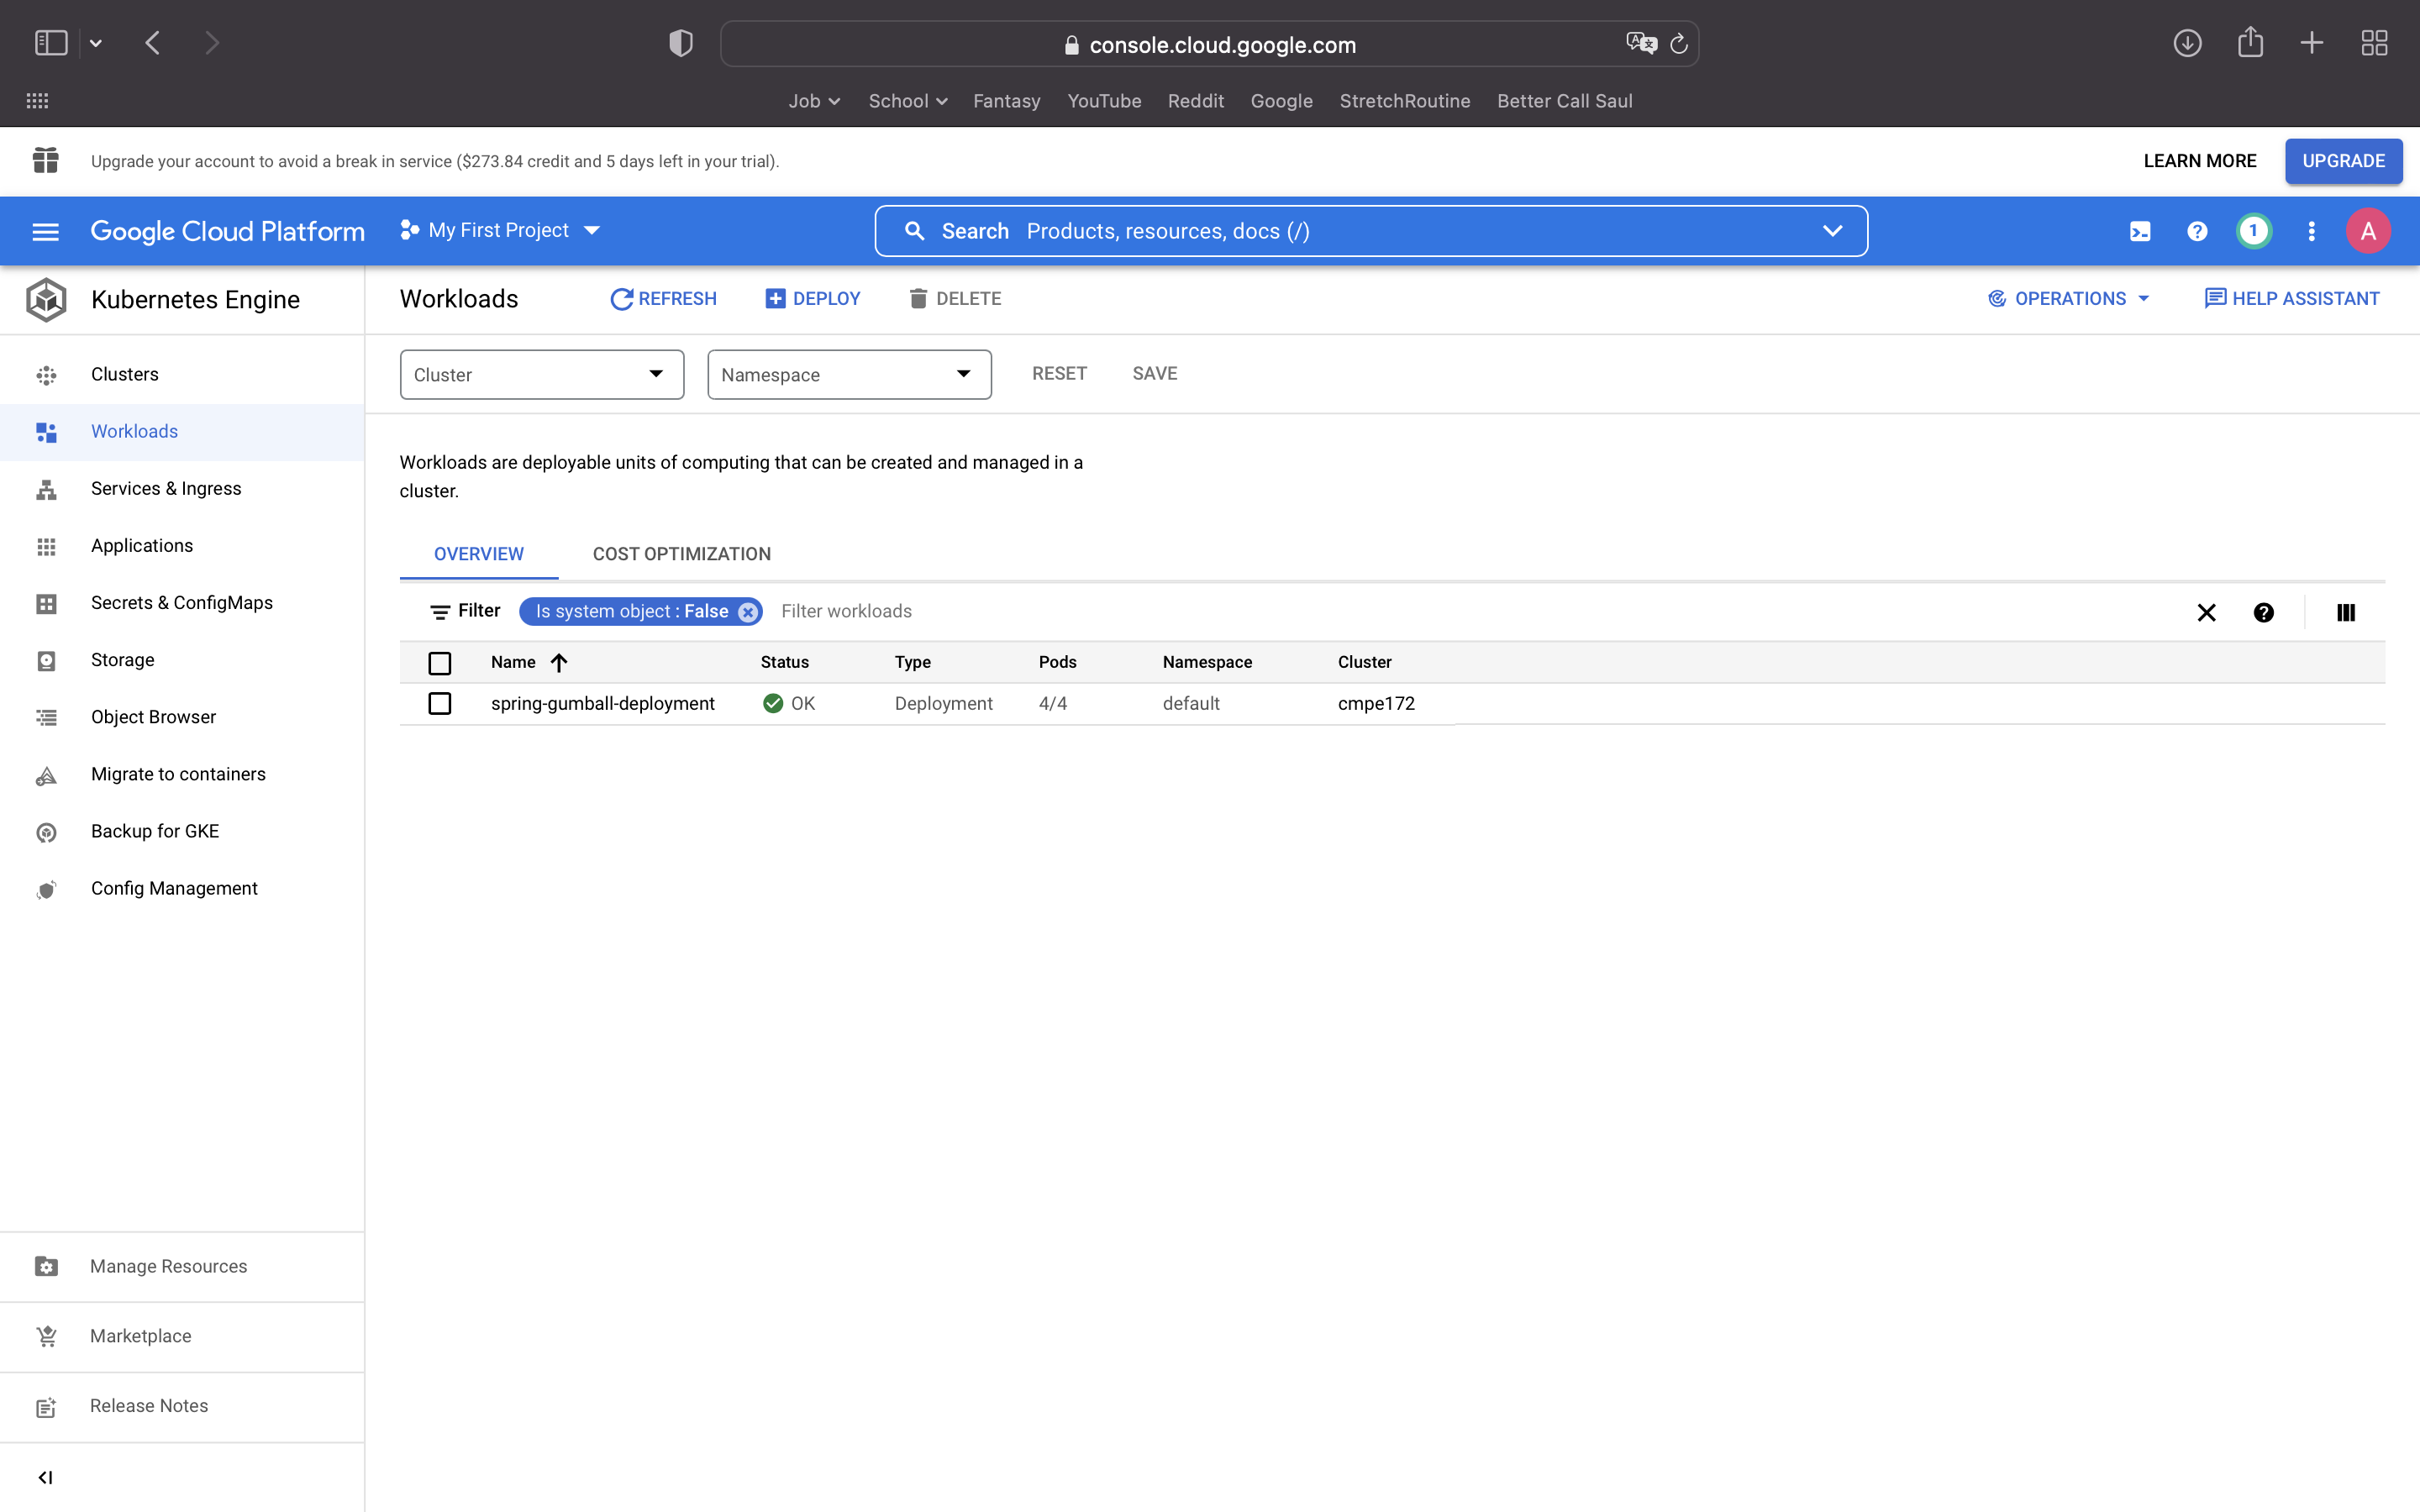 console.cloud.google.com
Job School Fantasy YouTube Reddit Google StretchRoutine Better Call Saul
Upgrade your account to avoid a break in service ($273.84 credit and 5 days left in your trial).
LEARN MORE UPGRADE
Google Cloud Platform My First Project Search Products, resources, docs (/) 1 A
Kubernetes Engine
Workloads REFRESH DEPLOY DELETE OPERATIONS HELP ASSISTANT
Clusters
Workloads
Services & Ingress
Applications
Secrets & ConfigMaps
Storage
Object Browser
Migrate to containers
Backup for GKE
Config Management
Manage Resources
Marketplace
Release Notes
Cluster Namespace RESET SAVE
Workloads are deployable units of computing that can be created and managed in a
cluster.
OVERVIEW COST OPTIMIZATION
Filter Is system object : False Filter workloads
Name Status Type Pods Namespace Cluster
spring-gumball-deployment OK Deployment 4/4 default cmpe172